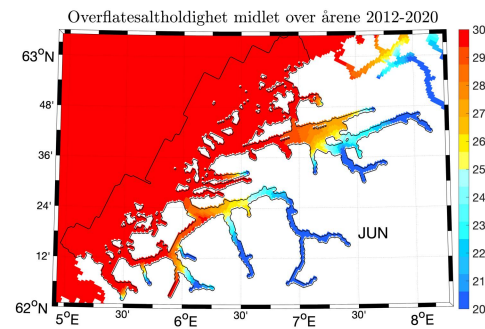 Overflatesaltholdighet midlet over årene 2012-2020
63°N
48'
36'
24'
12'
62°N
5°E
30'
6°E
30'
7°E
30'
8°E
JUN
30
29
28
27
26
25
24
23
22
21
20